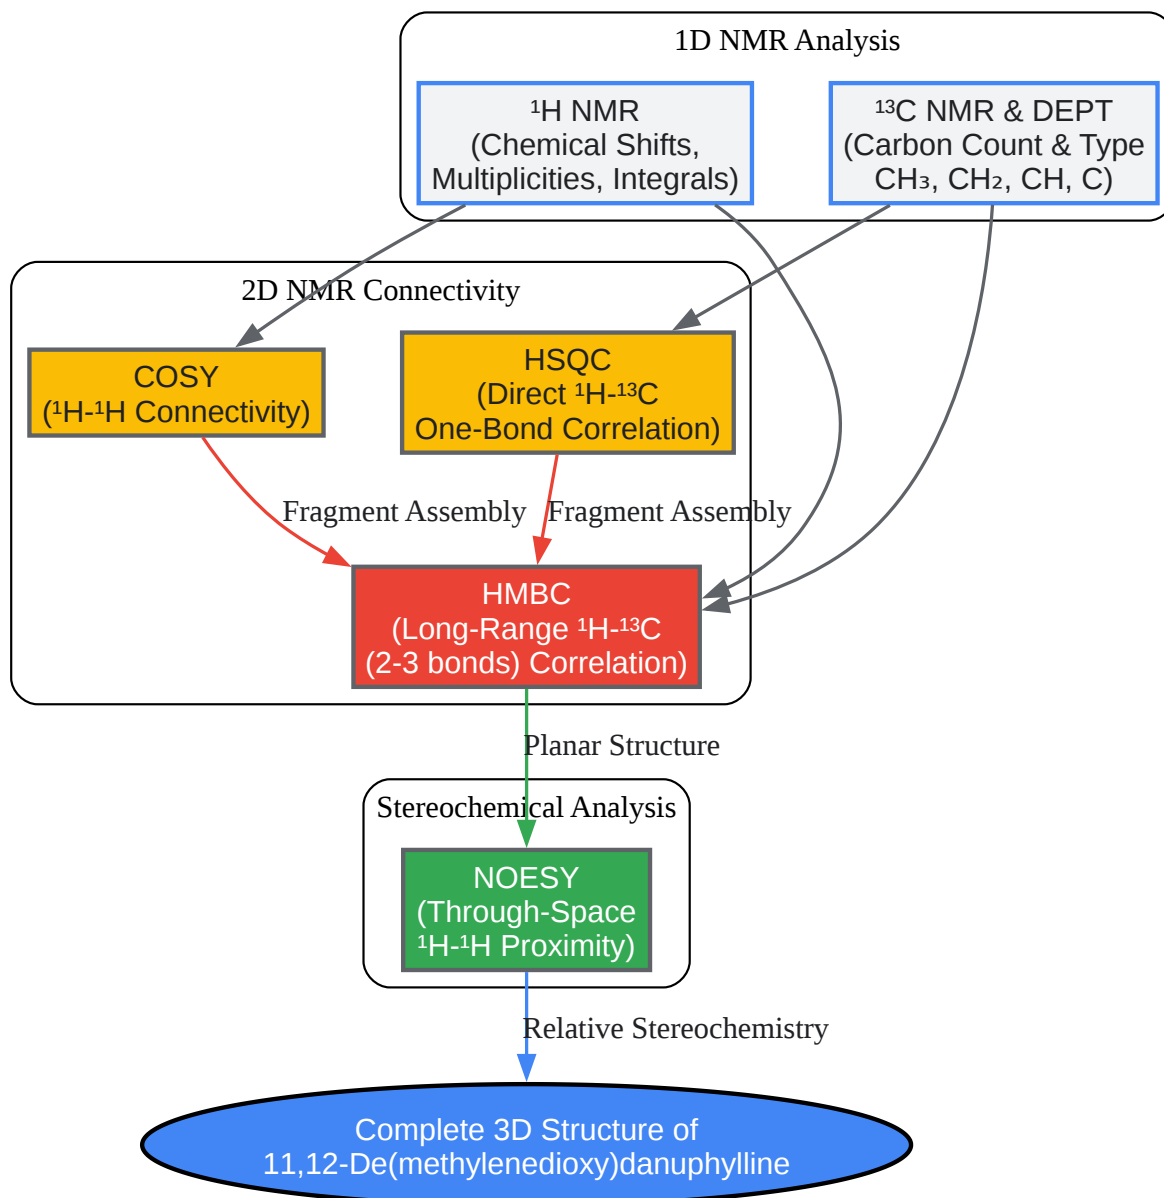 1D NMR Analysis
¹H NMR
(Chemical Shifts,
Multiplicities, Integrals)
¹³C NMR & DEPT
(Carbon Count & Type
CH₃, CH₂, CH, C)
2D NMR Connectivity
COSY
(¹H-¹H Connectivity)
HSQC
(Direct ¹H-¹³C
One-Bond Correlation)
Fragment Assembly
Fragment Assembly
HMBC
(Long-Range ¹H-¹³C
(2-3 bonds) Correlation)
Planar Structure
Stereochemical Analysis
NOESY
(Through-Space
¹H-¹H Proximity)
Relative Stereochemistry
Complete 3D Structure of
11,12-De(methylenedioxy)danuphylline